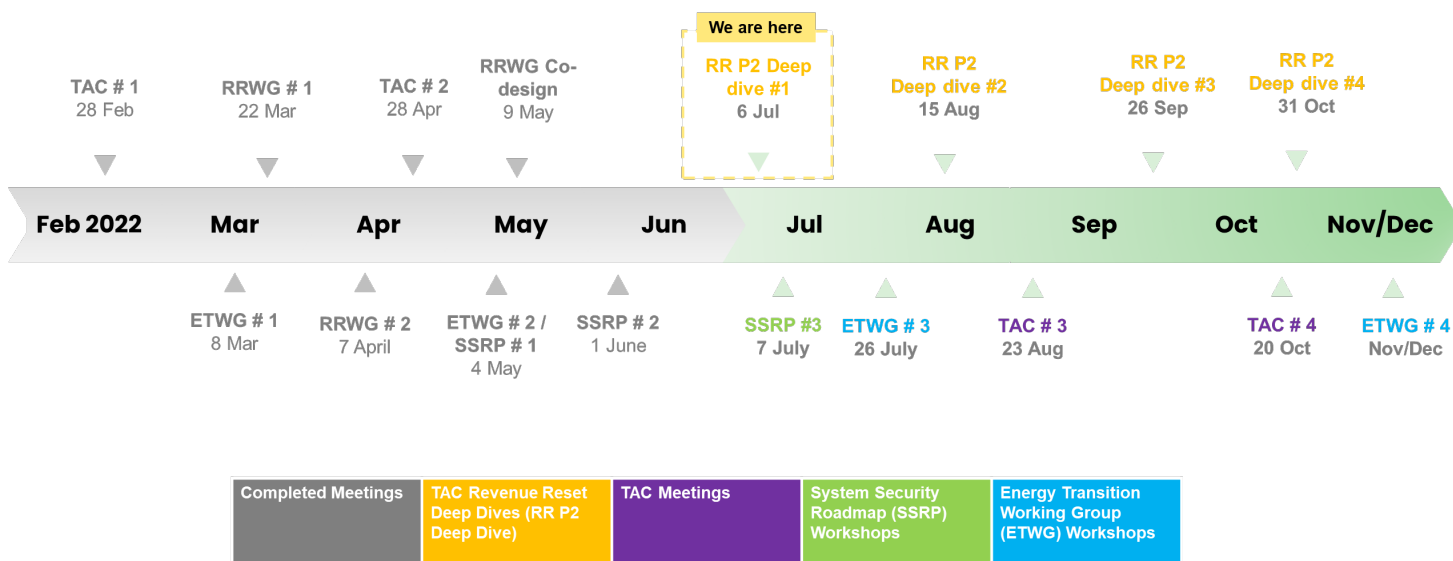 We are here
TAC # 1
28 Feb
RRWG # 1
22 Mar
TAC # 2
28 Apr
RRWG Co-
design
9 May
RR P2 Deep
dive #1
6 Jul
RR P2
Deep dive #2
15 Aug
RR P2
Deep dive #3
26 Sep
RR P2
Deep dive #4
31 Oct
Feb 2022
Mar
Apr
May
Jun
Jul
Aug
Sep
Oct
Nov/Dec
ETWG # 1
8 Mar
RRWG # 2
7 April
ETWG # 2 /
SSRP # 1
4 May
SSRP # 2
1 June
SSRP #3
7 July
ETWG # 3
26 July
TAC # 3
23 Aug
TAC # 4
20 Oct
ETWG # 4
Nov/Dec
Completed Meetings
TAC Revenue Reset
Deep Dives (RR P2
Deep Dive)
TAC Meetings
System Security
Roadmap (SSRP)
Workshops
Energy Transition
Working Group
(ETWG) Workshops